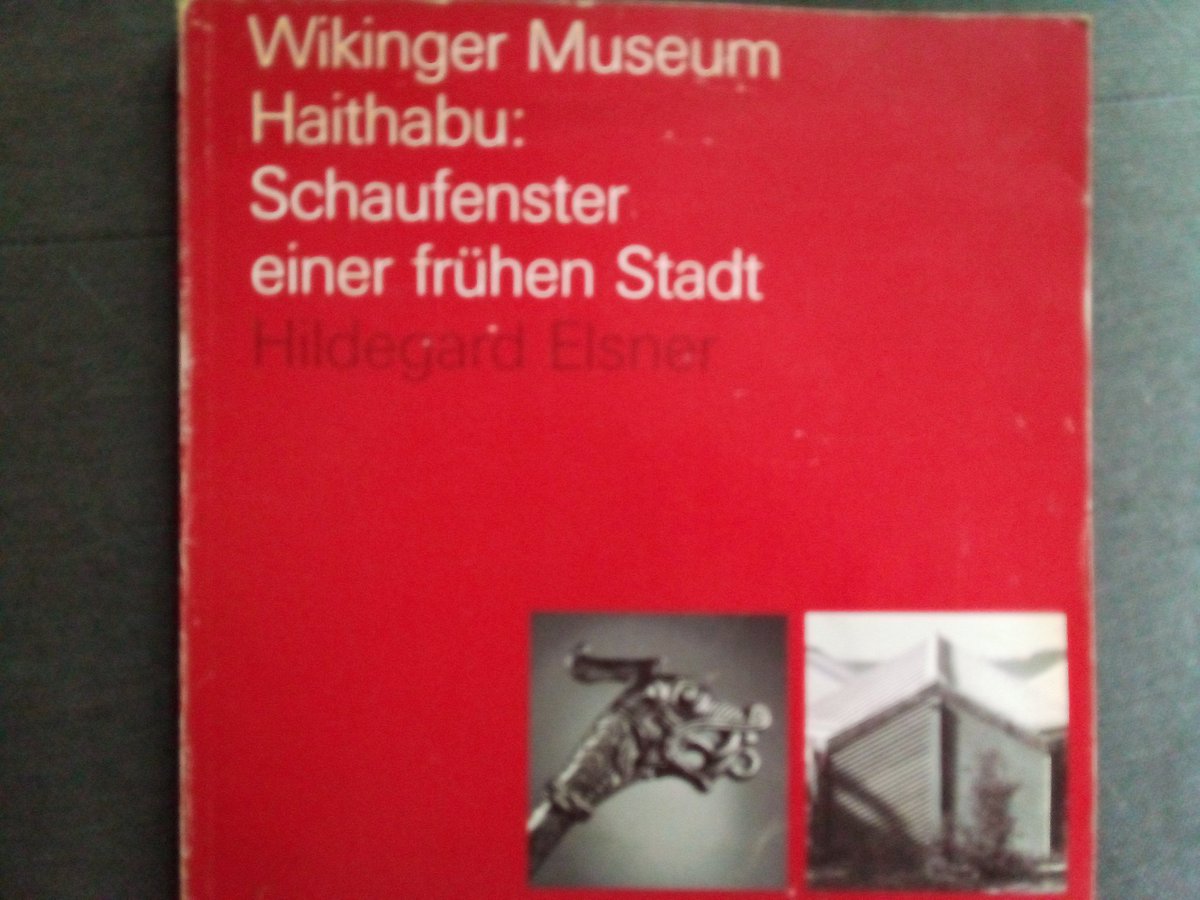 Wikinger Museum
Haithabu:
Schaufenster
einer frühen Stadt
Hildegard Elsner